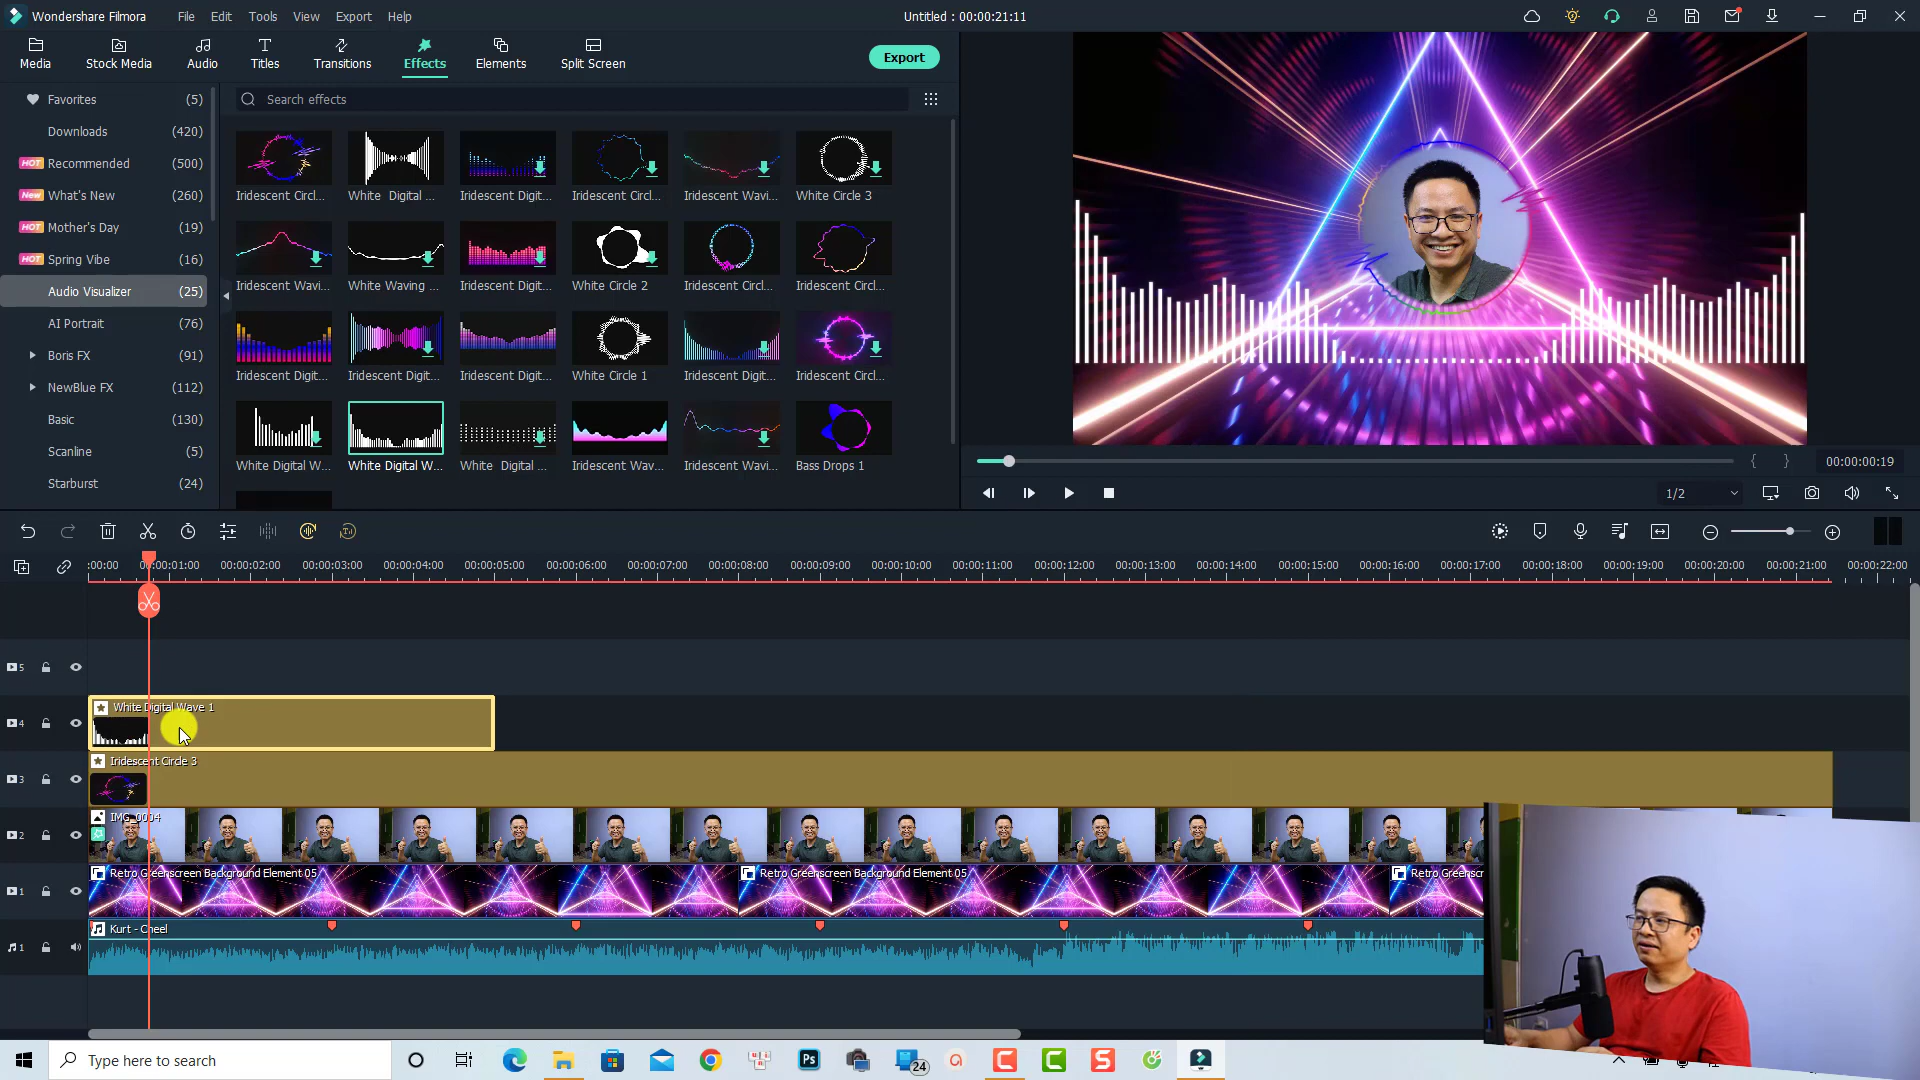 Wondershare Filmora
File
Edit
Tools
View
Export
Help
Untitled : 00:00:21:11
Media
Stock Media
Audio
Titles
Transitions
Effects
Elements
Split Screen
Export
Favorites (5)
Downloads (420)
HOT Recommended (500)
New What's New (260)
HOT Mother's Day (19)
HOT Spring Vibe (16)
Audio Visualizer (25)
AI Portrait (76)
Boris FX (91)
NewBlue FX (112)
Basic (130)
Scanline (5)
Starburst (24)
Search effects
Iridescent Circl...
White Digital ...
Iridescent Digit...
Iridescent Circl...
Iridescent Wavi...
White Circle 3
Iridescent Wavi...
White Waving ...
Iridescent Digit...
White Circle 2
Iridescent Circl...
Iridescent Circl...
Iridescent Digit...
Iridescent Digit...
Iridescent Digit...
White Circle 1
Iridescent Digit...
Iridescent Circl...
White Digital W...
White Digital W...
White Digital ...
Iridescent Wav...
Iridescent Wavi...
Bass Drops 1
00:00:00:19
1/2
:00:00
00:00:01:00
00:00:02:00
00:00:03:00
00:00:04:00
00:00:05:00
00:00:06:00
00:00:07:00
00:00:08:00
00:00:09:00
00:00:10:00
00:00:11:00
00:00:12:00
00:00:13:00
00:00:14:00
00:00:15:00
00:00:16:00
00:00:17:00
00:00:18:00
00:00:19:00
00:00:20:00
00:00:21:00
00:00:22:00
5
4
White Digital Wave 1
3
Iridescent Circle 3
2
IMG_0004
1
Retro Greenscreen Background Element 05
Retro Greenscreen Background Element 05
Retro Greenscr
1
Kurt - Cheel
Type here to search
Ps
24